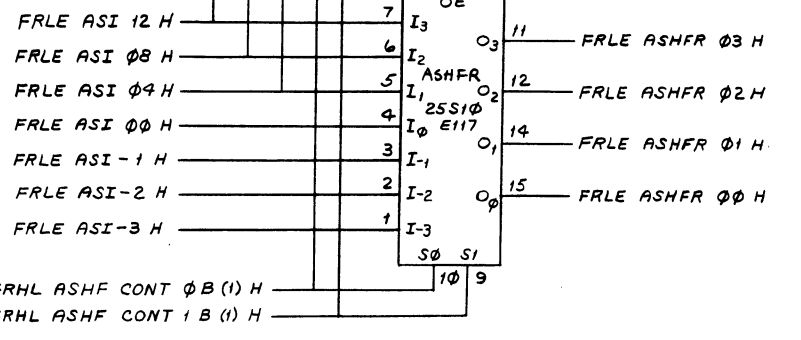 OE
FRLE ASI 12 H 7 I3
O3 11 FRLE ASHFR Ø3 H
FRLE ASI Ø8 H 6 I2
ASHFR
FRLE ASI Ø4 H 5 I1
O2 12 FRLE ASHFR Ø2 H
25S1Ø
FRLE ASI ØØ H 4 IØ
E117
O1 14 FRLE ASHFR Ø1 H
FRLE ASI-1 H 3 I-1
FRLE ASI-2 H 2 I-2
OØ 15 FRLE ASHFR ØØ H
FRLE ASI-3 H 1 I-3
SØ S1
1Ø 9
RHL ASHF CONT Ø B (1) H
RHL ASHF CONT 1 B (1) H